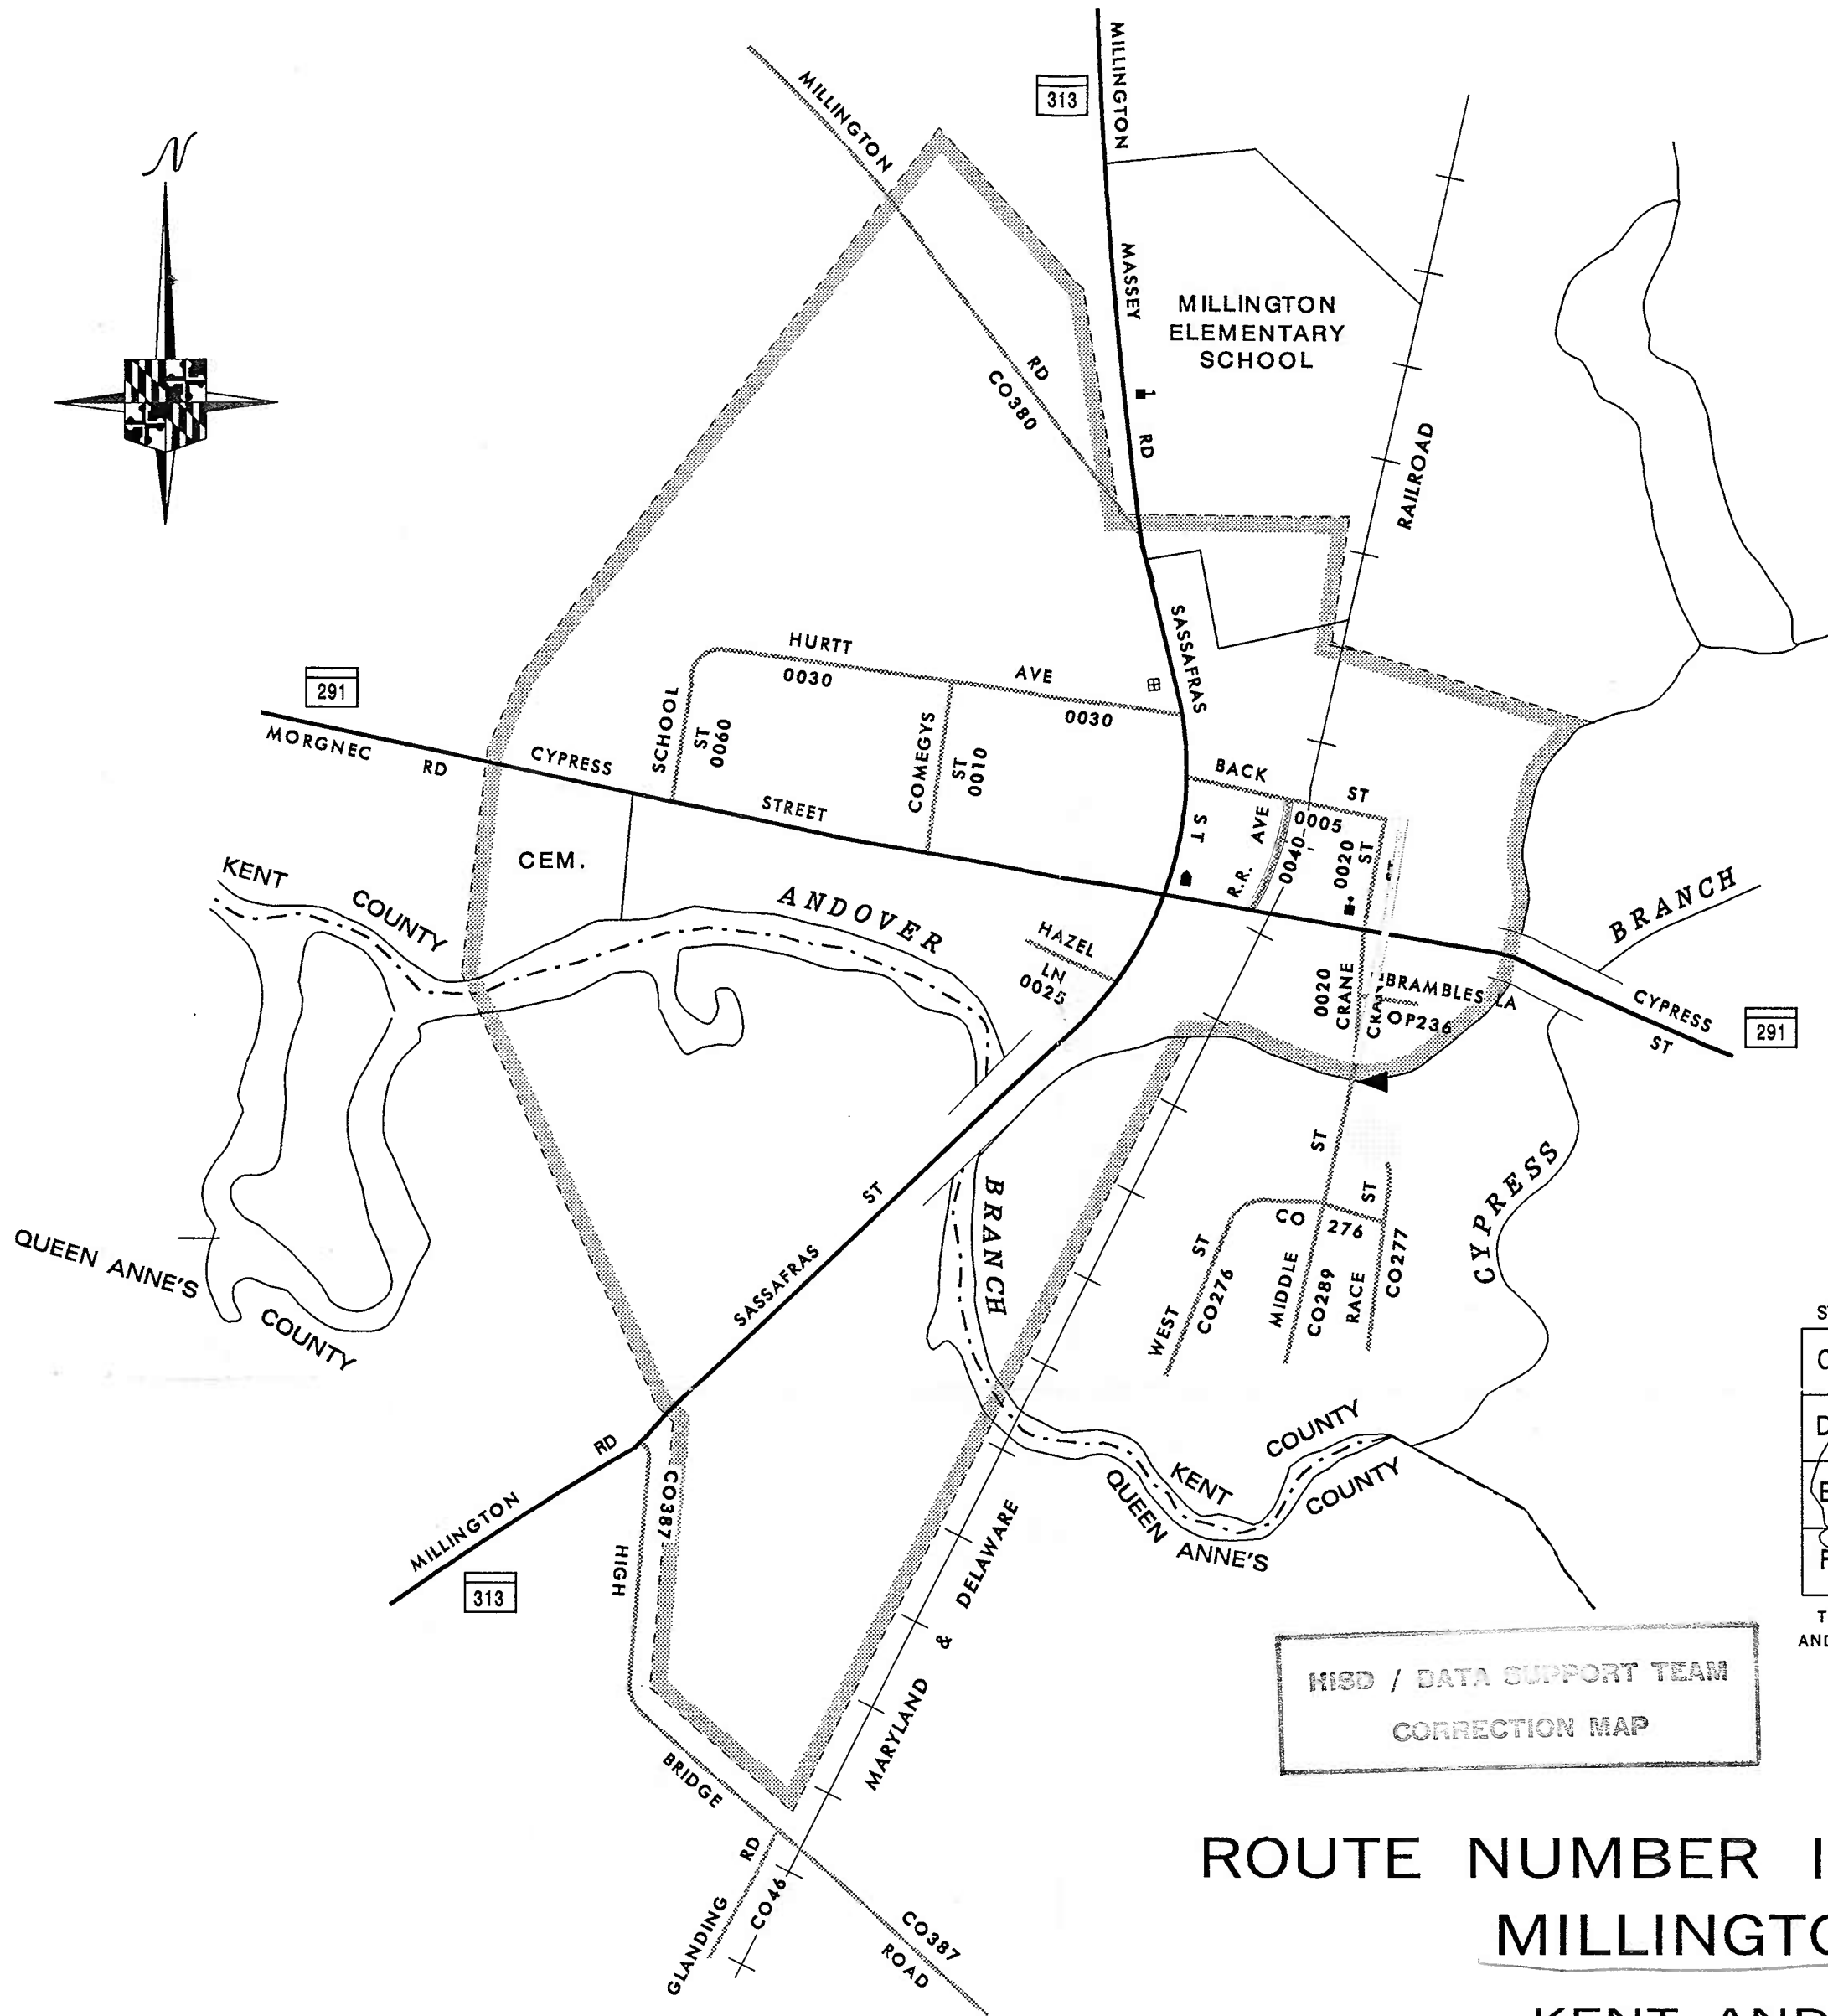 N
MILLINGTON
313
MILLINGTON
MASSEY
RD
MILLINGTON
ELEMENTARY
SCHOOL
RD
CO380
RAILROAD
SASSAFRAS
ST
HURTT
AVE
0030
0030
291
MORGNEC RD
CYPRESS
STREET
SCHOOL
ST
0060
COMEGYS
ST
0010
BACK
ST
0005
R.R. AVE
0040
0020
ST
ST
CEM.
KENT
COUNTY
ANDOVER
HAZEL
LN
0025
0020
CRANE
BRAMBLES LA
OP236
BRANCH
CYPRESS
ST
291
QUEEN ANNE'S
COUNTY
SASSAFRAS
ST
BRANCH
ST
ST
CO
276
WEST
ST
CO276
MIDDLE
CO289
RACE
CO277
CYPRESS
RD
MILLINGTON
313
CO387
HIGH
KENT
COUNTY
QUEEN
ANNE'S
COUNTY
MARYLAND & DELAWARE
BRIDGE
GLANDING
RD
CO46
CO387
ROAD
HISD / DATA SUPPORT TEAM
CORRECTION MAP
AND
ROUTE NUMBER
MILLINGTO
KENT AND